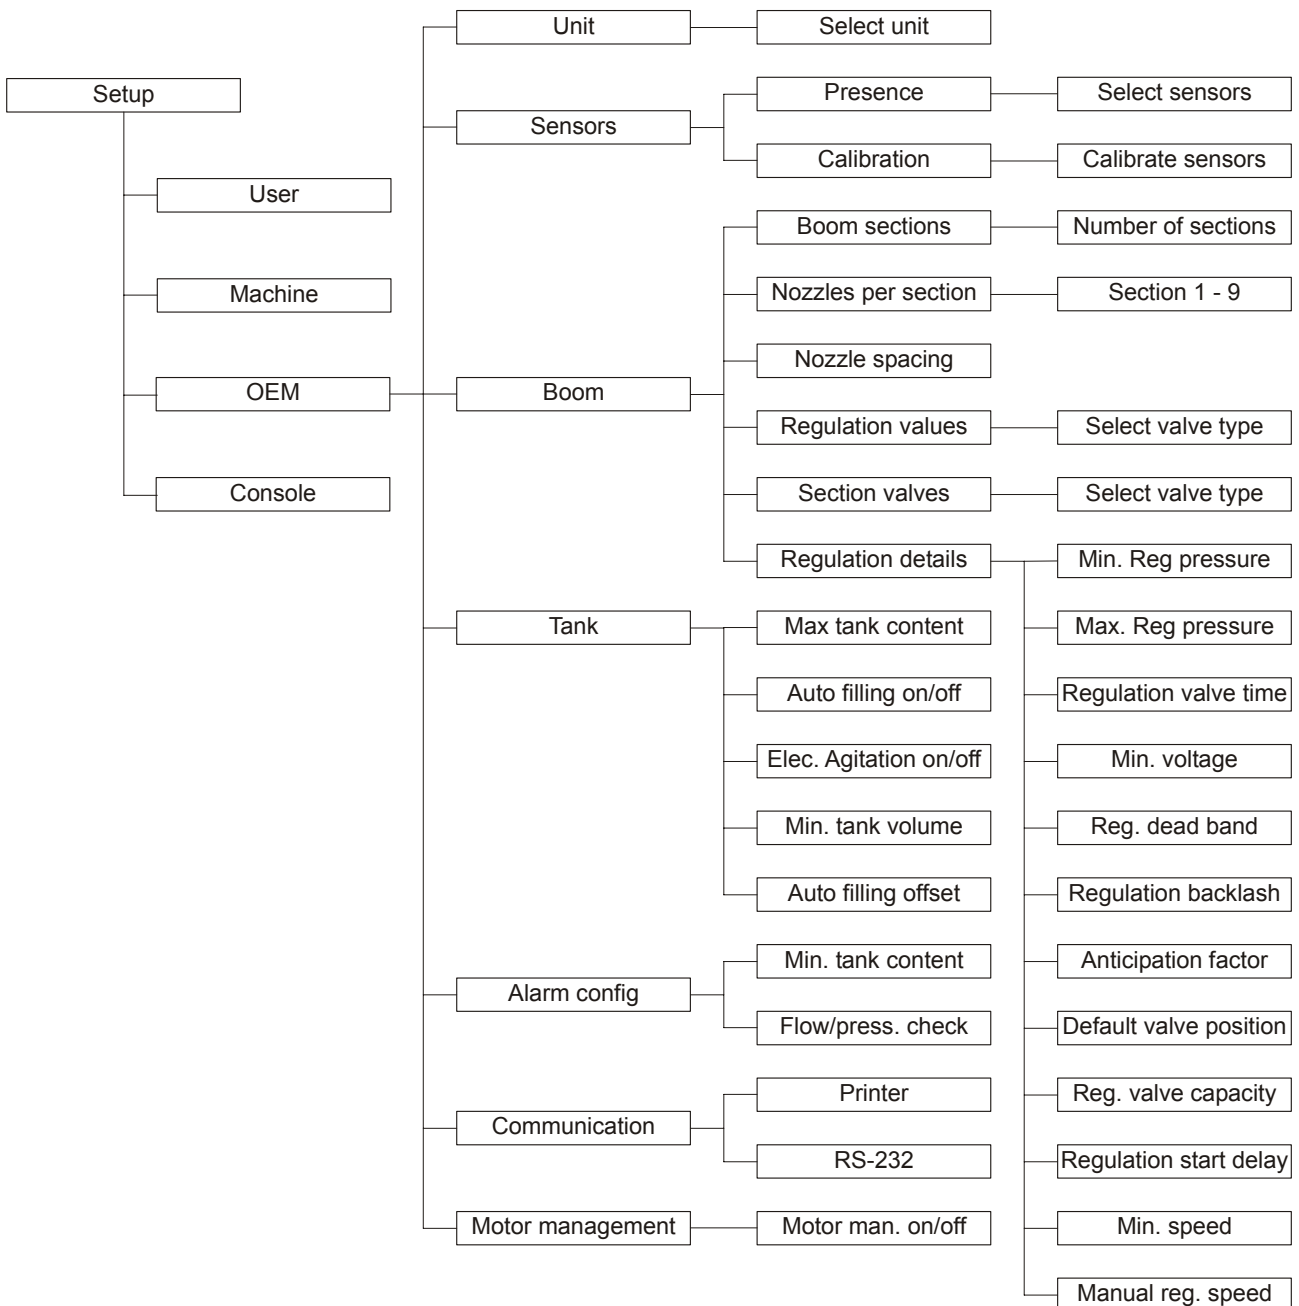 Unit
Select unit
Setup
Presence
Select sensors
Sensors
Calibration
Calibrate sensors
User
Boom sections
Number of sections
Machine
Nozzles per section
Section 1 - 9
Nozzle spacing
OEM
Boom
Regulation values
Select valve type
Console
Section valves
Select valve type
Regulation details
Min. Reg pressure
Tank
Max tank content
Max. Reg pressure
Auto filling on/off
Regulation valve time
Elec. Agitation on/off
Min. voltage
Min. tank volume
Reg. dead band
Auto filling offset
Regulation backlash
Min. tank content
Anticipation factor
Alarm config
Flow/press. check
Default valve position
Printer
Reg. valve capacity
Communication
RS-232
Regulation start delay
Motor management
Motor man. on/off
Min. speed
Manual reg. speed